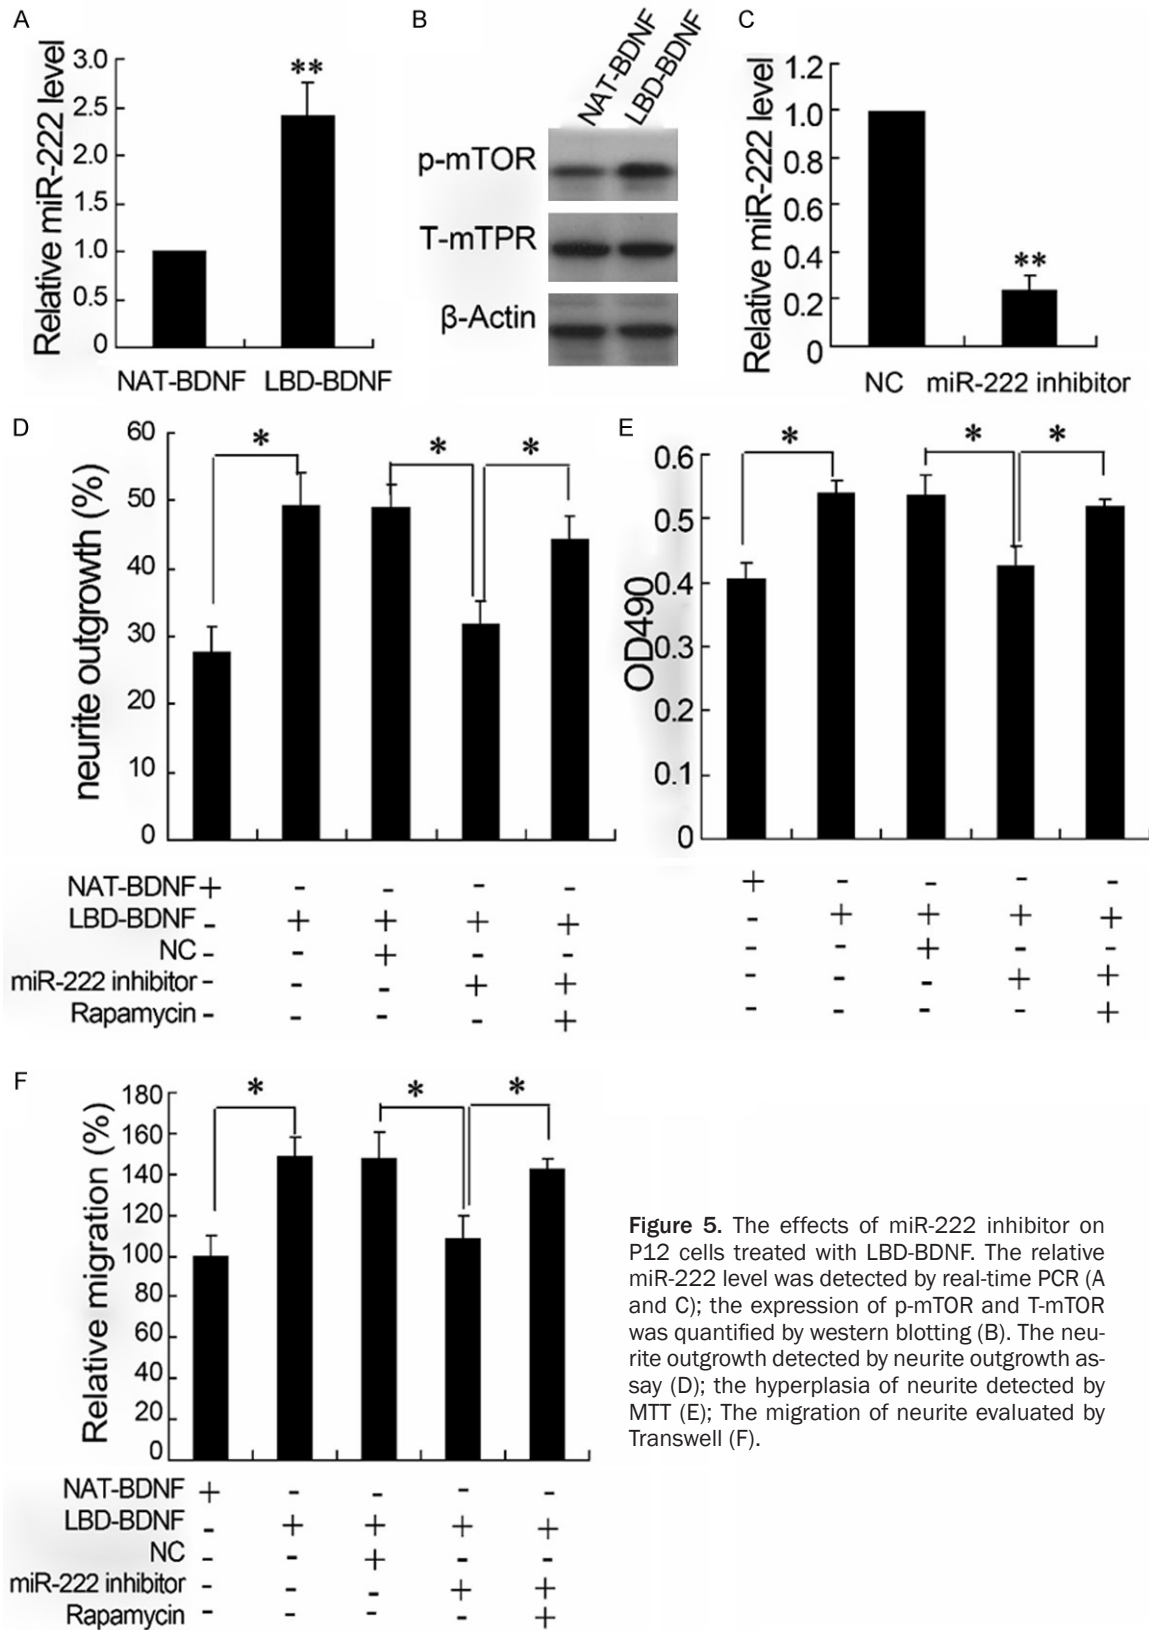 A
Relative miR-222 level
3.0
2.5
2.0
1.5
1.0
0.5
0
**
NAT-BDNF LBD-BDNF
B
NAT-BDNF
LBD-BDNF
p-mTOR
T-mTPR
β-Actin
C
Relative miR-222 level
1.2
1.0
0.8
0.6
0.4
0.2
0
**
NC miR-222 inhibitor
D
neurite outgrowth (%)
60
50
40
30
20
10
0
* * *
NAT-BDNF + - - - -
LBD-BDNF - + + + +
NC - - + - -
miR-222 inhibitor - - - + +
Rapamycin - - - - +
E
OD490
0.6
0.5
0.4
0.3
0.2
0.1
0
* * *
+ - - - -
- + + + +
- - + - -
- - - + +
- - - - +
F
Relative migration (%)
180
160
140
120
100
80
60
40
20
0
* * *
NAT-BDNF + - - - -
LBD-BDNF - + + + +
NC - - + - -
miR-222 inhibitor - - - + +
Rapamycin - - - - +
Figure 5. The effects of miR-222 inhibitor on
P12 cells treated with LBD-BDNF. The relative
miR-222 level was detected by real-time PCR (A
and C); the expression of p-mTOR and T-mTOR
was quantified by western blotting (B). The neu-
rite outgrowth detected by neurite outgrowth as-
say (D); the hyperplasia of neurite detected by
MTT (E); The migration of neurite evaluated by
Transwell (F).